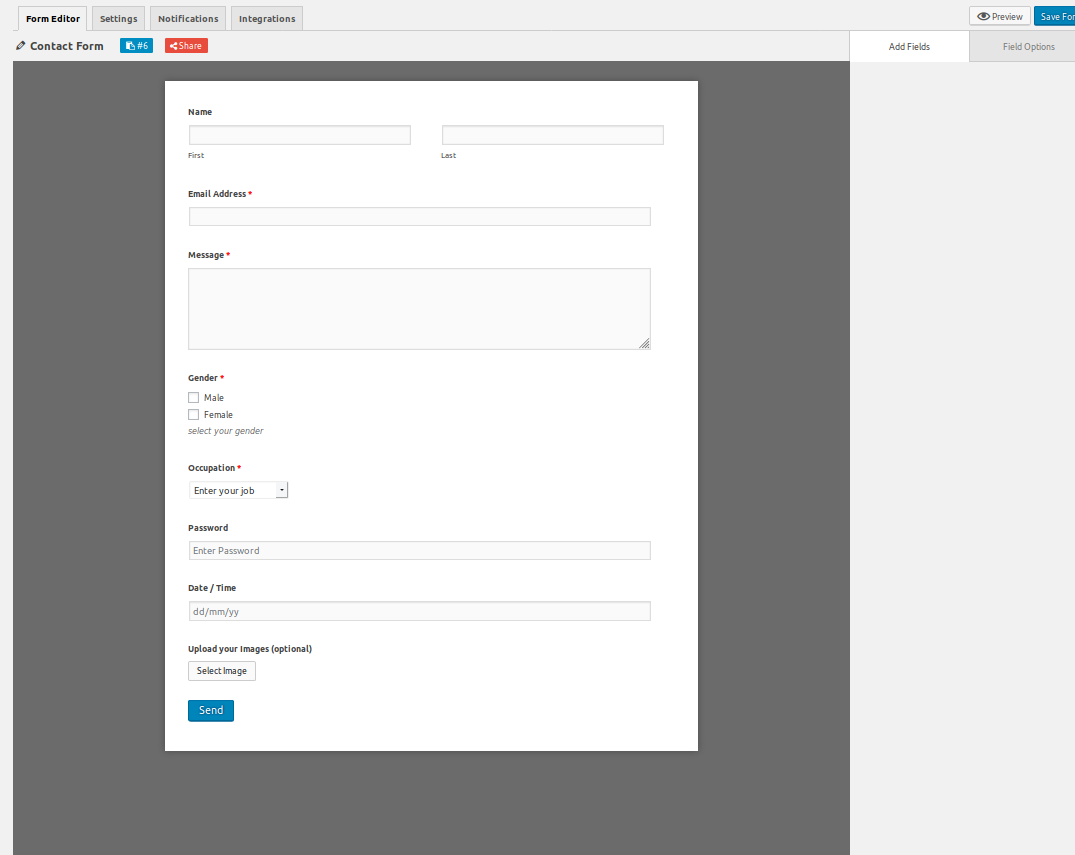 Form Editor Settings Notifications Integrations Preview Save For
Contact Form #6 Share Add Fields Field Options
Name
First Last
Email Address *
Message *
Gender *
Male
Female
select your gender
Occupation *
Enter your job
Password
Enter Password
Date / Time
dd/mm/yy
Upload your Images (optional)
Select Image
Send